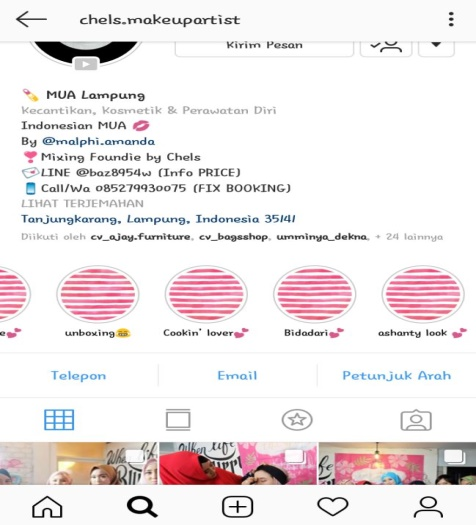 chels.makeupartist
Kirim Pesan
MUA Lampung
Kecantikan, Kosmetik & Perawatan Diri
Indonesian MUA 💋
By @malphi.amanda
Mixing Foundie by Chels
LINE @baz8954w (Info PRICE)
Call/Wa 085279930075 (FIX BOOKING)
LIHAT TERJEMAHAN
Tanjungkarang, Lampung, Indonesia 35141
Diikuti oleh cv_ajay.furniture, cv_bagsshop, umminya_dekna, + 24 lainnya
unboxing
Cookin' lover💕
Bidadari💕
ashanty look 💕
Telepon
Email
Petunjuk Arah